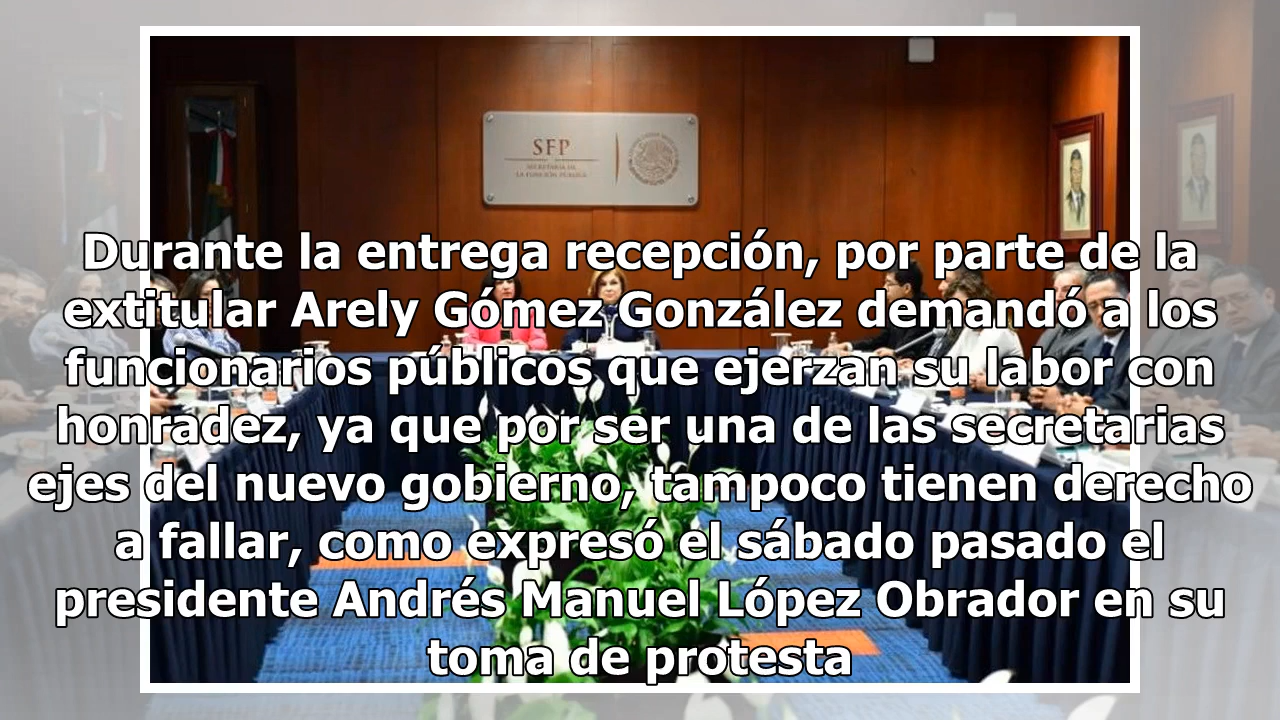 SFP
SECRETARÍA DE
LA FUNCIÓN PÚBLICA
Durante la entrega recepción, por parte de la
extitular Arely Gómez González demandó a los
funcionarios públicos que ejerzan su labor con
honradez, ya que por ser una de las secretarias
ejes del nuevo gobierno, tampoco tienen derecho
a fallar, como expresó el sábado pasado el
presidente Andrés Manuel López Obrador en su
toma de protesta